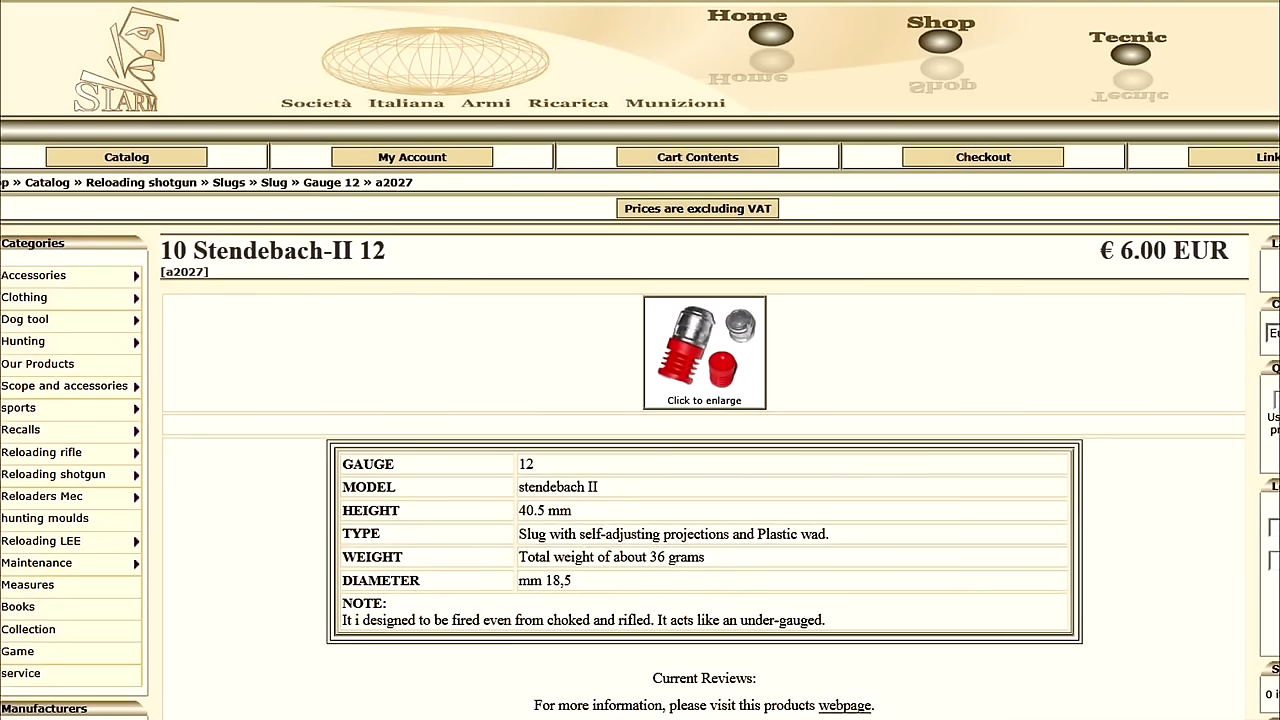 Home
Shop
Tecnic
SIARM
Società Italiana Armi Ricarica Munizioni
Catalog
My Account
Cart Contents
Checkout
Link
p » Catalog » Reloading shotgun » Slugs » Slug » Gauge 12 » a2027
Prices are excluding VAT
Categories
Accessories
Clothing
Dog tool
Hunting
Our Products
Scope and accessories
sports
Recalls
Reloading rifle
Reloading shotgun
Reloaders Mec
hunting moulds
Reloading LEE
Maintenance
Measures
Books
Collection
Game
service
Manufacturers
10 Stendebach-II 12
€ 6.00 EUR
[a2027]
Click to enlarge
GAUGE 12
MODEL stendebach II
HEIGHT 40.5 mm
TYPE Slug with self-adjusting projections and Plastic wad.
WEIGHT Total weight of about 36 grams
DIAMETER mm 18,5
NOTE:
It i designed to be fired even from choked and rifled. It acts like an under-gauged.
Current Reviews:
For more information, please visit this products webpage.
Us
pr
0 i